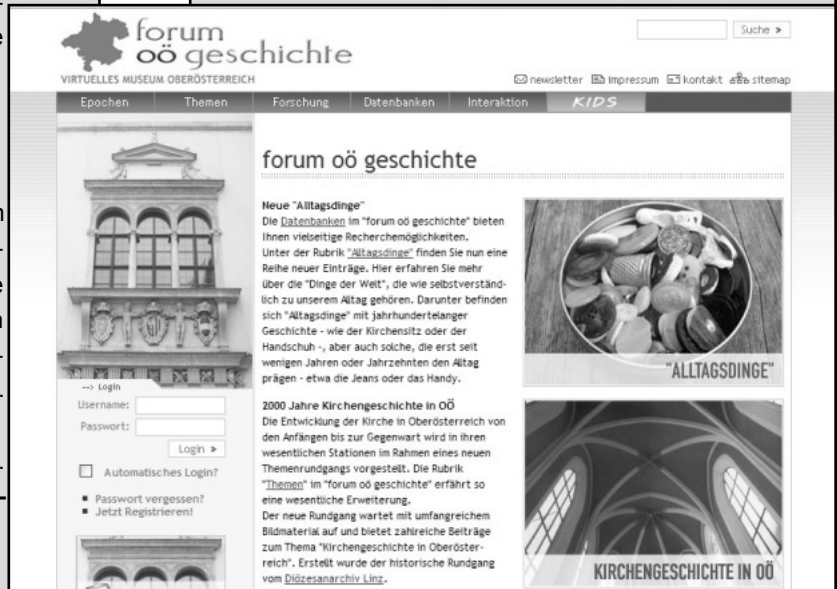 forum
oö geschichte
VIRTUELLES MUSEUM OBERÖSTERREICH
Suche >
newsletter impressum kontakt sitemap
Epochen Themen Forschung Datenbanken Interaktion KIDS
forum oö geschichte
Neue "Alltagsdinge"
Die Datenbanken im "forum oö geschichte" bieten
Ihnen vielseitige Recherchemöglichkeiten.
Unter der Rubrik "Alltagsdinge" finden Sie nun eine
Reihe neuer Einträge. Hier erfahren Sie mehr
über die "Dinge der Welt", die wie selbstverständ-
lich zu unserem Alltag gehören. Darunter befinden
sich "Alltagsdinge" mit jahrhundertelanger
Geschichte - wie der Kirchensitz oder der
Handschuh -, aber auch solche, die erst seit
wenigen Jahren oder Jahrzehnten den Alltag
prägen - etwa die Jeans oder das Handy.
"ALLTAGSDINGE"
2000 Jahre Kirchengeschichte in OÖ
Die Entwicklung der Kirche in Oberösterreich von
den Anfängen bis zur Gegenwart wird in ihren
wesentlichen Stationen im Rahmen eines neuen
Themenrundgangs vorgestellt. Die Rubrik
"Themen" im "forum oö geschichte" erfährt so
eine wesentliche Erweiterung.
Der neue Rundgang wartet mit umfangreichem
Bildmaterial auf und bietet zahlreiche Beiträge
zum Thema "Kirchengeschichte in Oberöster-
reich". Erstellt wurde der historische Rundgang
vom Diözesanarchiv Linz.
KIRCHENGESCHICHTE IN OÖ
--> Login
Username:
Passwort:
Login >
Automatisches Login?
Passwort vergessen?
Jetzt Registrieren!